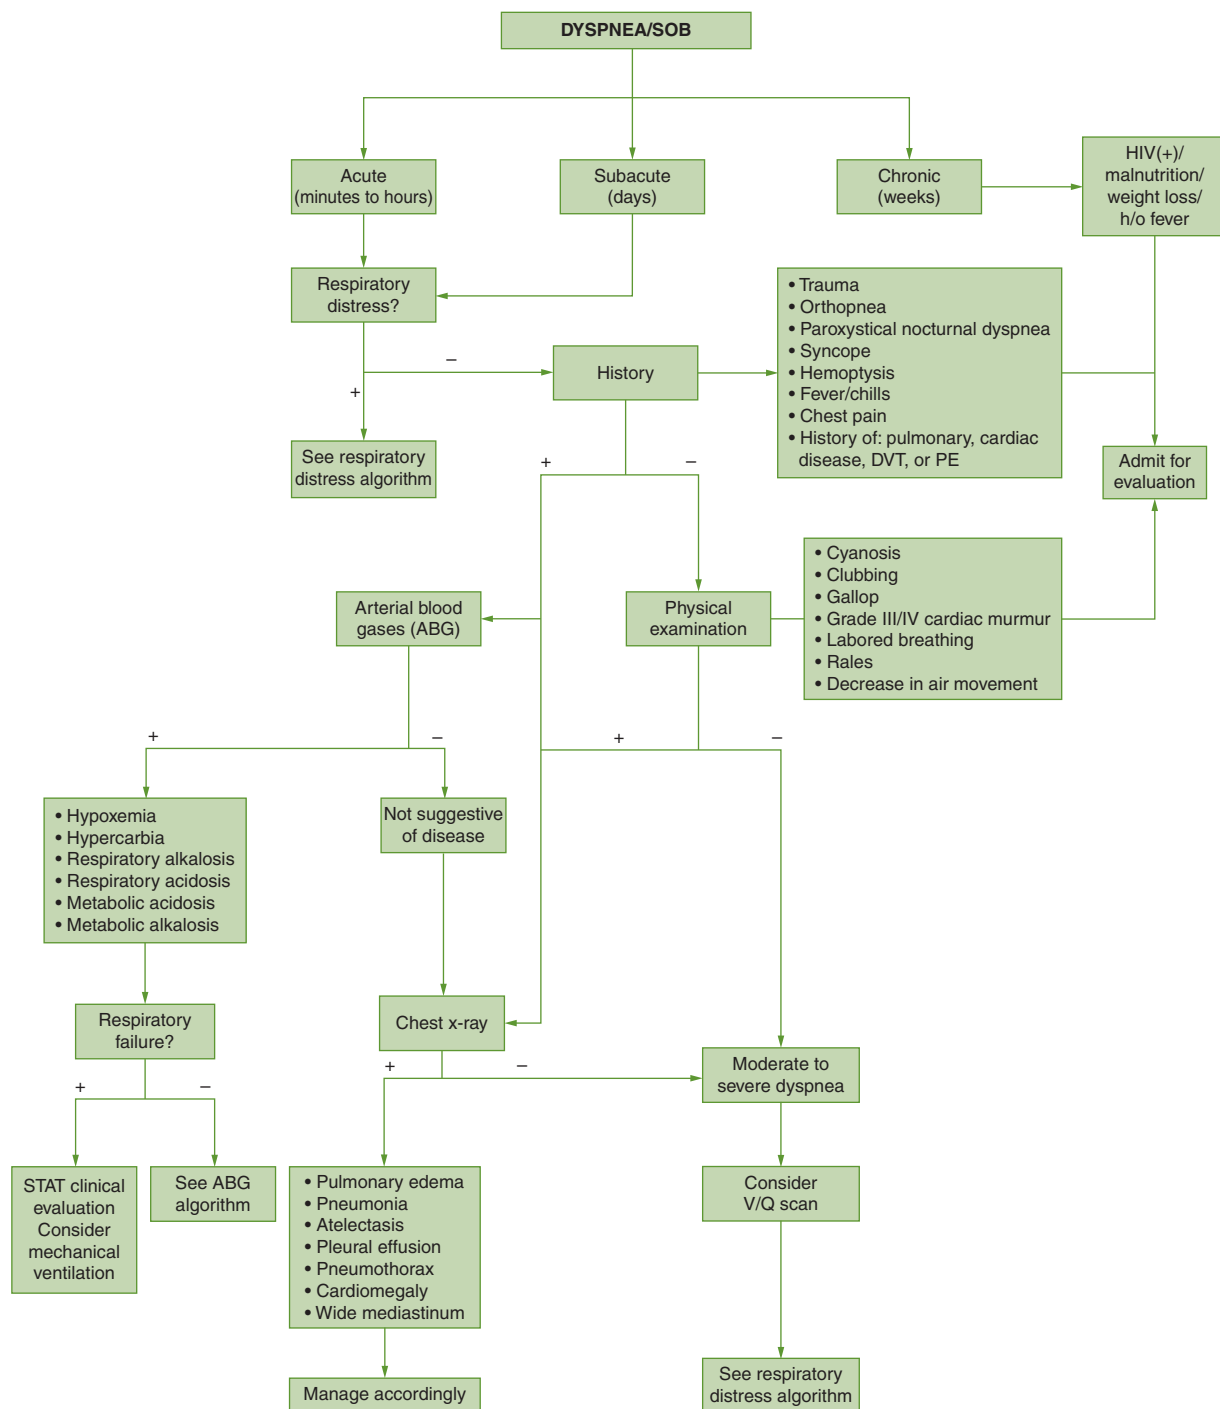 DYSPNEA/SOB
Acute
(minutes to hours)
Subacute
(days)
Chronic
(weeks)
HIV(+)/
malnutrition/
weight loss/
h/o fever
Respiratory
distress?
• Trauma
• Orthopnea
• Paroxystical nocturnal dyspnea
• Syncope
• Hemoptysis
• Fever/chills
• Chest pain
• History of: pulmonary, cardiac
disease, DVT, or PE
–
History
+
See respiratory
distress algorithm
+
–
Admit for
evaluation
Arterial blood
gases (ABG)
Physical
examination
• Cyanosis
• Clubbing
• Gallop
• Grade III/IV cardiac murmur
• Labored breathing
• Rales
• Decrease in air movement
+
–
+
–
• Hypoxemia
• Hypercarbia
• Respiratory alkalosis
• Respiratory acidosis
• Metabolic acidosis
• Metabolic alkalosis
Not suggestive
of disease
Respiratory
failure?
Chest x-ray
+
–
Moderate to
severe dyspnea
+
–
STAT clinical
evaluation
Consider
mechanical
ventilation
See ABG
algorithm
• Pulmonary edema
• Pneumonia
• Atelectasis
• Pleural effusion
• Pneumothorax
• Cardiomegaly
• Wide mediastinum
Consider
V/Q scan
Manage accordingly
See respiratory
distress algorithm